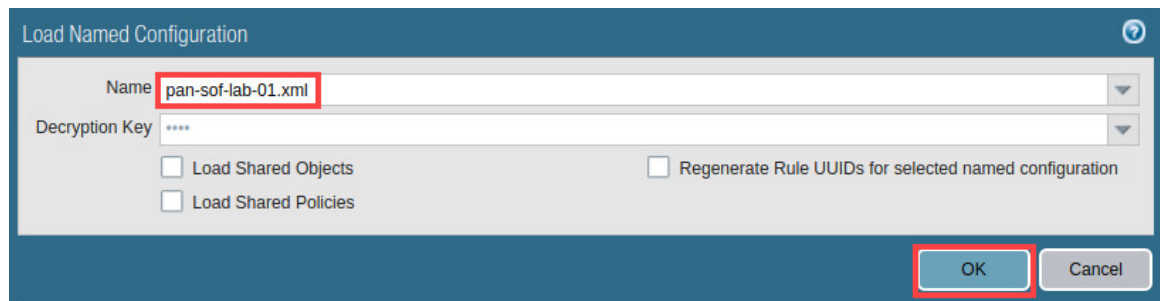 Load Named Configuration
Name pan-sof-lab-01.xml
Decryption Key ••••
Load Shared Objects Regenerate Rule UUIDs for selected named configuration
Load Shared Policies
OK Cancel